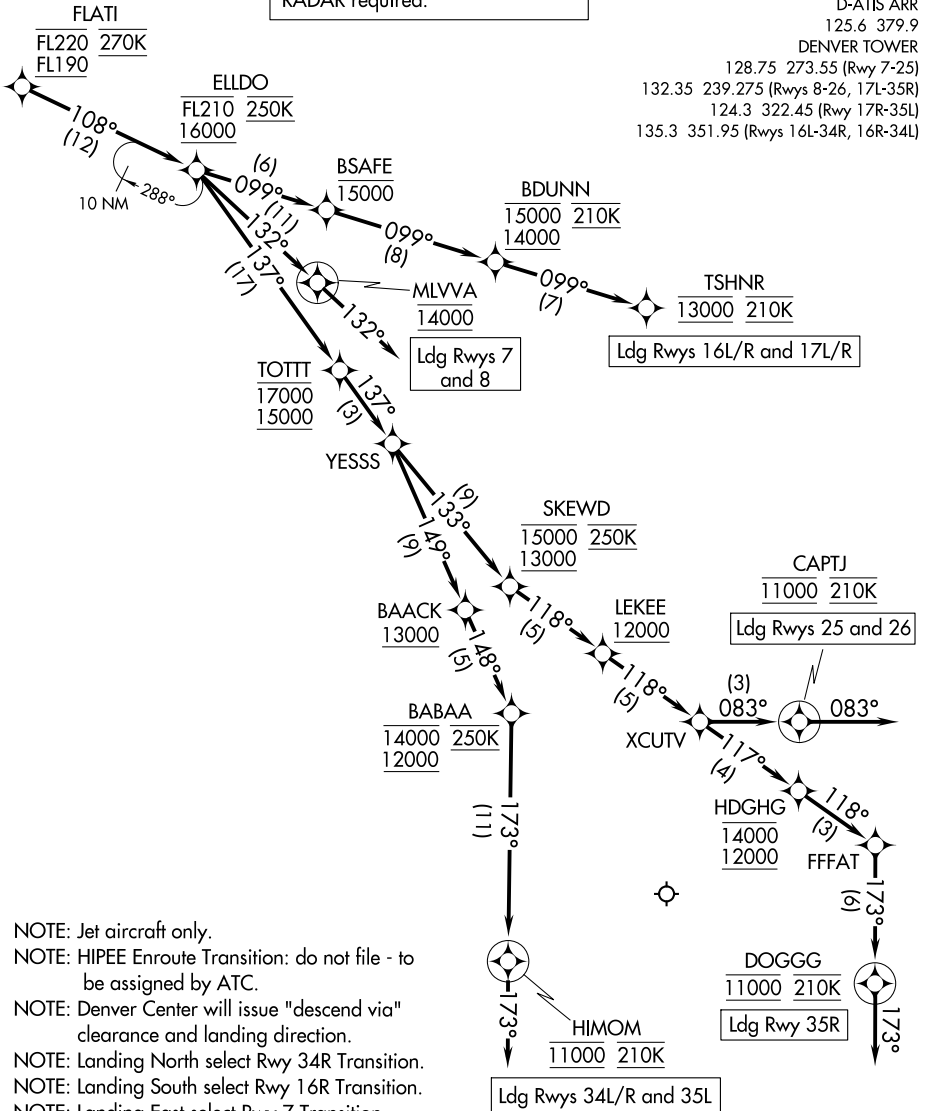 RADAR required.
D-ATIS ARR
125.6 379.9
DENVER TOWER
128.75 273.55 (Rwy 7-25)
132.35 239.275 (Rwys 8-26, 17L-35R)
124.3 322.45 (Rwy 17R-35L)
135.3 351.95 (Rwys 16L-34R, 16R-34L)
FLATI
FL220 270K
FL190
108°
(12)
ELLDO
FL210 250K
16000
10 NM
288°
(6)
099°
BSAFE
15000
099°
(8)
BDUNN
15000 210K
14000
099°
(7)
TSHNR
13000 210K
Ldg Rwys 16L/R and 17L/R
(11)
132°
MLVVA
14000
132°
Ldg Rwys 7
and 8
137°
(17)
TOTTT
17000
15000
137°
(3)
YESSS
(9)
133°
SKEWD
15000 250K
13000
149°
(9)
BAACK
13000
148°
(5)
118°
(5)
LEKEE
12000
118°
(5)
CAPTJ
11000 210K
Ldg Rwys 25 and 26
(3)
083°
083°
XCUTV
BABAA
14000 250K
12000
117°
(4)
HDGHG
14000
12000
118°
(3)
FFFAT
173°
(11)
173°
(6)
DOGGG
11000 210K
Ldg Rwy 35R
173°
173°
HIMOM
11000 210K
Ldg Rwys 34L/R and 35L
NOTE: Jet aircraft only.
NOTE: HIPEE Enroute Transition: do not file - to
be assigned by ATC.
NOTE: Denver Center will issue "descend via"
clearance and landing direction.
NOTE: Landing North select Rwy 34R Transition.
NOTE: Landing South select Rwy 16R Transition.
NOTE: Landing East select Rwy 7 Transition.